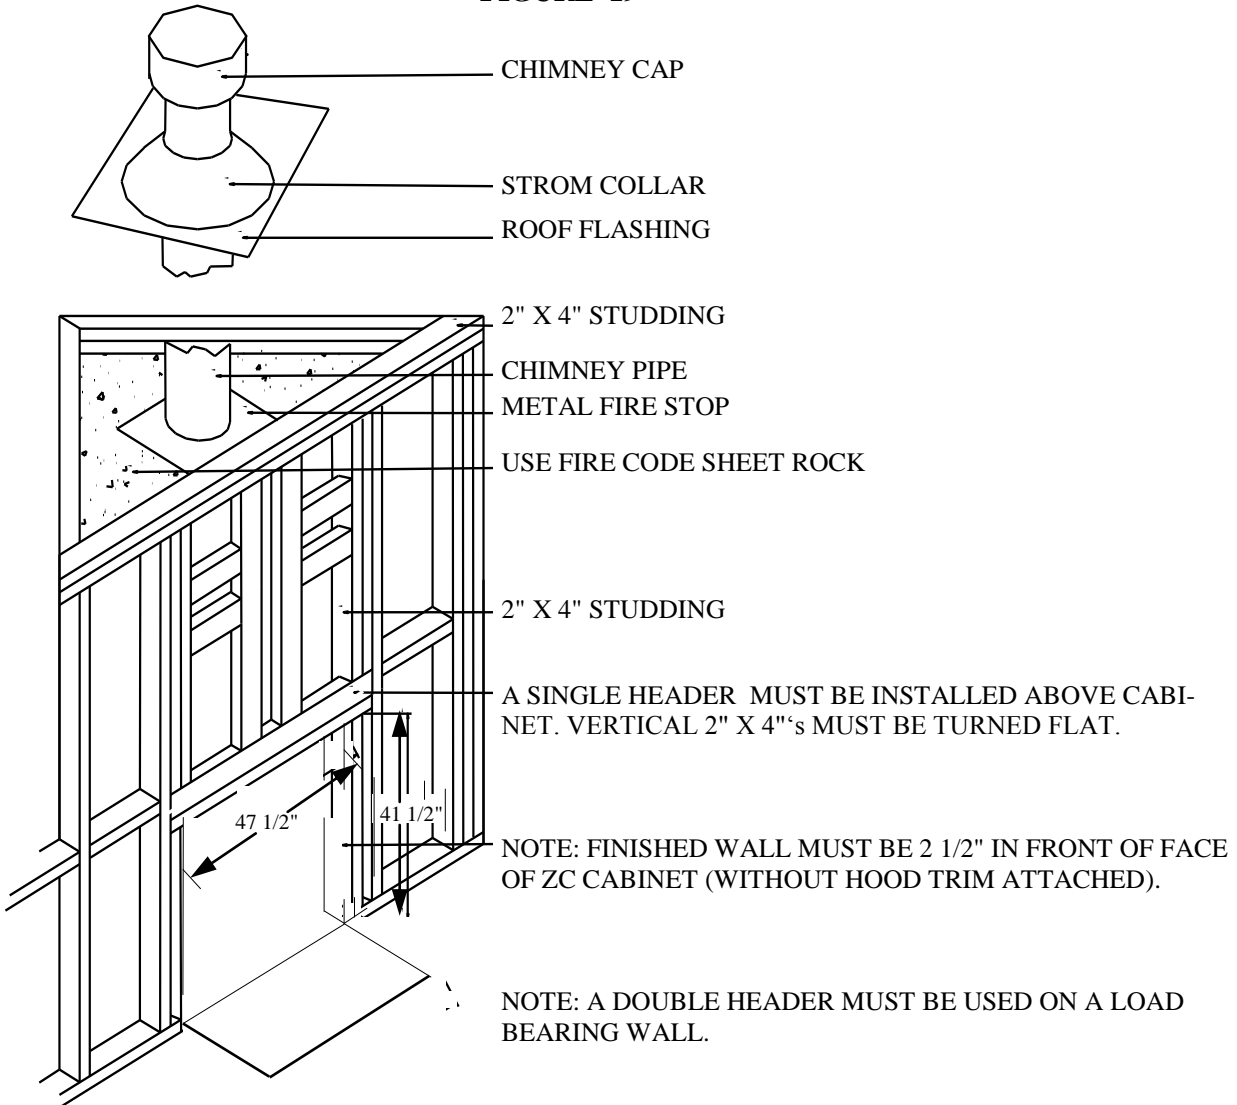 CHIMNEY CAP
STROM COLLAR
ROOF FLASHING
2" X 4" STUDDING
CHIMNEY PIPE
METAL FIRE STOP
USE FIRE CODE SHEET ROCK
2" X 4" STUDDING
A SINGLE HEADER MUST BE INSTALLED ABOVE CABI-
NET. VERTICAL 2" X 4"‘s MUST BE TURNED FLAT.
47 1/2"
41 1/2"
NOTE: FINISHED WALL MUST BE 2 1/2" IN FRONT OF FACE
OF ZC CABINET (WITHOUT HOOD TRIM ATTACHED).
NOTE: A DOUBLE HEADER MUST BE USED ON A LOAD
BEARING WALL.